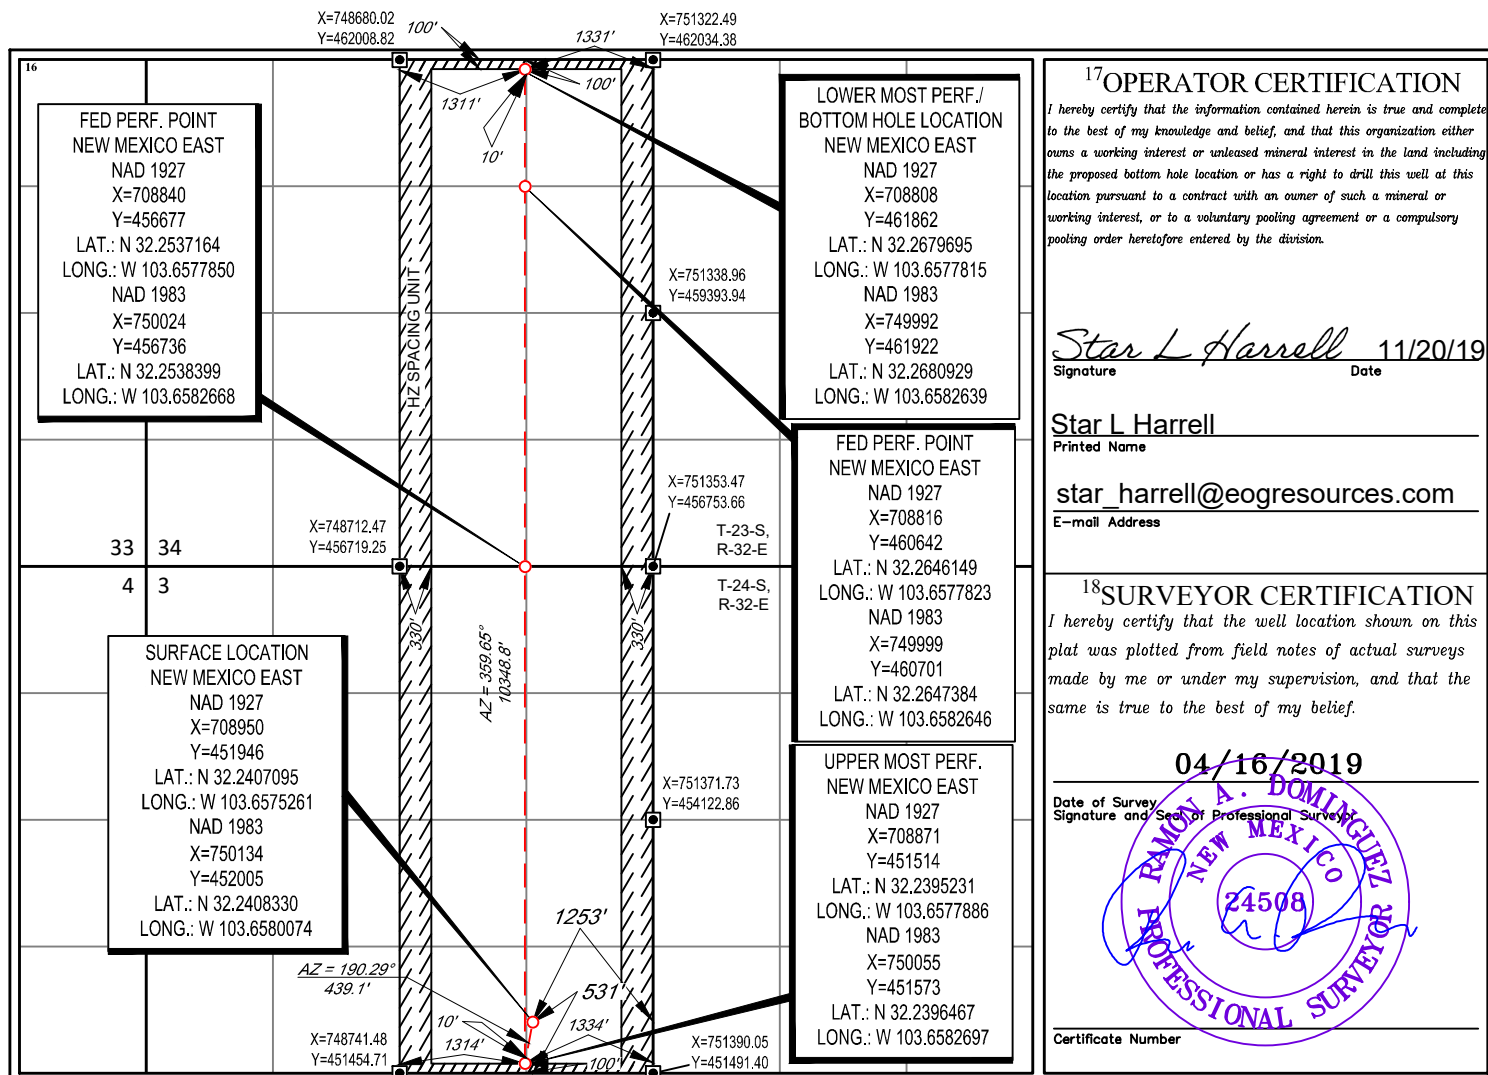 X=748680.02
Y=462008.82
100'
1331'
X=751322.49
Y=462034.38
16
1311'
10'
100'
FED PERF. POINT
NEW MEXICO EAST
NAD 1927
X=708840
Y=456677
LAT.: N 32.2537164
LONG.: W 103.6577850
NAD 1983
X=750024
Y=456736
LAT.: N 32.2538399
LONG.: W 103.6582668
LOWER MOST PERF./
BOTTOM HOLE LOCATION
NEW MEXICO EAST
NAD 1927
X=708808
Y=461862
LAT.: N 32.2679695
LONG.: W 103.6577815
NAD 1983
X=749992
Y=461922
LAT.: N 32.2680929
LONG.: W 103.6582639
HZ SPACING UNIT
X=751338.96
Y=459393.94
FED PERF. POINT
NEW MEXICO EAST
NAD 1927
X=708816
Y=460642
LAT.: N 32.2646149
LONG.: W 103.6577823
NAD 1983
X=749999
Y=460701
LAT.: N 32.2647384
LONG.: W 103.6582646
X=751353.47
Y=456753.66
X=748712.47
Y=456719.25
T-23-S,
R-32-E
33 34
4 3
T-24-S,
R-32-E
330'
330'
AZ = 359.65°
10348.8'
SURFACE LOCATION
NEW MEXICO EAST
NAD 1927
X=708950
Y=451946
LAT.: N 32.2407095
LONG.: W 103.6575261
NAD 1983
X=750134
Y=452005
LAT.: N 32.2408330
LONG.: W 103.6580074
UPPER MOST PERF.
NEW MEXICO EAST
NAD 1927
X=708871
Y=451514
LAT.: N 32.2395231
LONG.: W 103.6577886
NAD 1983
X=750055
Y=451573
LAT.: N 32.2396467
LONG.: W 103.6582697
X=751371.73
Y=454122.86
1253'
AZ = 190.29°
439.1'
531'
10'
1334'
1314'
100'
X=748741.48
Y=451454.71
X=751390.05
Y=451491.40
17 OPERATOR CERTIFICATION
I hereby certify that the information contained herein is true and complete
to the best of my knowledge and belief, and that this organization either
owns a working interest or unleased mineral interest in the land including
the proposed bottom hole location or has a right to drill this well at this
location pursuant to a contract with an owner of such a mineral or
working interest, or to a voluntary pooling agreement or a compulsory
pooling order heretofore entered by the division.
Star L Harrell 11/20/19
Signature Date
Star L Harrell
Printed Name
star_harrell@eogresources.com
E-mail Address
18 SURVEYOR CERTIFICATION
I hereby certify that the well location shown on this
plat was plotted from field notes of actual surveys
made by me or under my supervision, and that the
same is true to the best of my belief.
04/16/2019
Date of Survey
Signature and Seal of Professional Surveyor
RAMON A. DOMINGUEZ
NEW MEXICO
24508
PROFESSIONAL SURVEYOR
Certificate Number